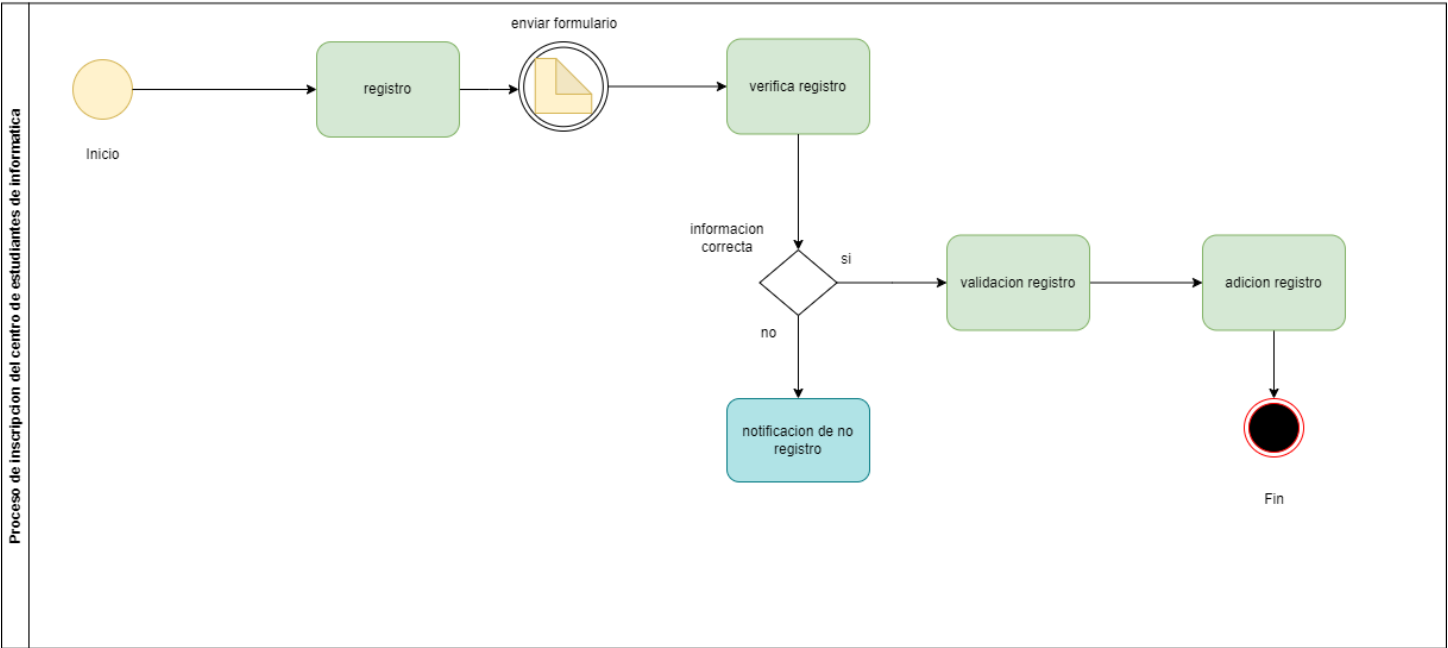 Proceso de inscripcion del centro de estudiantes de informatica
enviar formulario
registro
verifica registro
Inicio
informacion
correcta
si
validacion registro
adicion registro
no
notificacion de no
registro
Fin